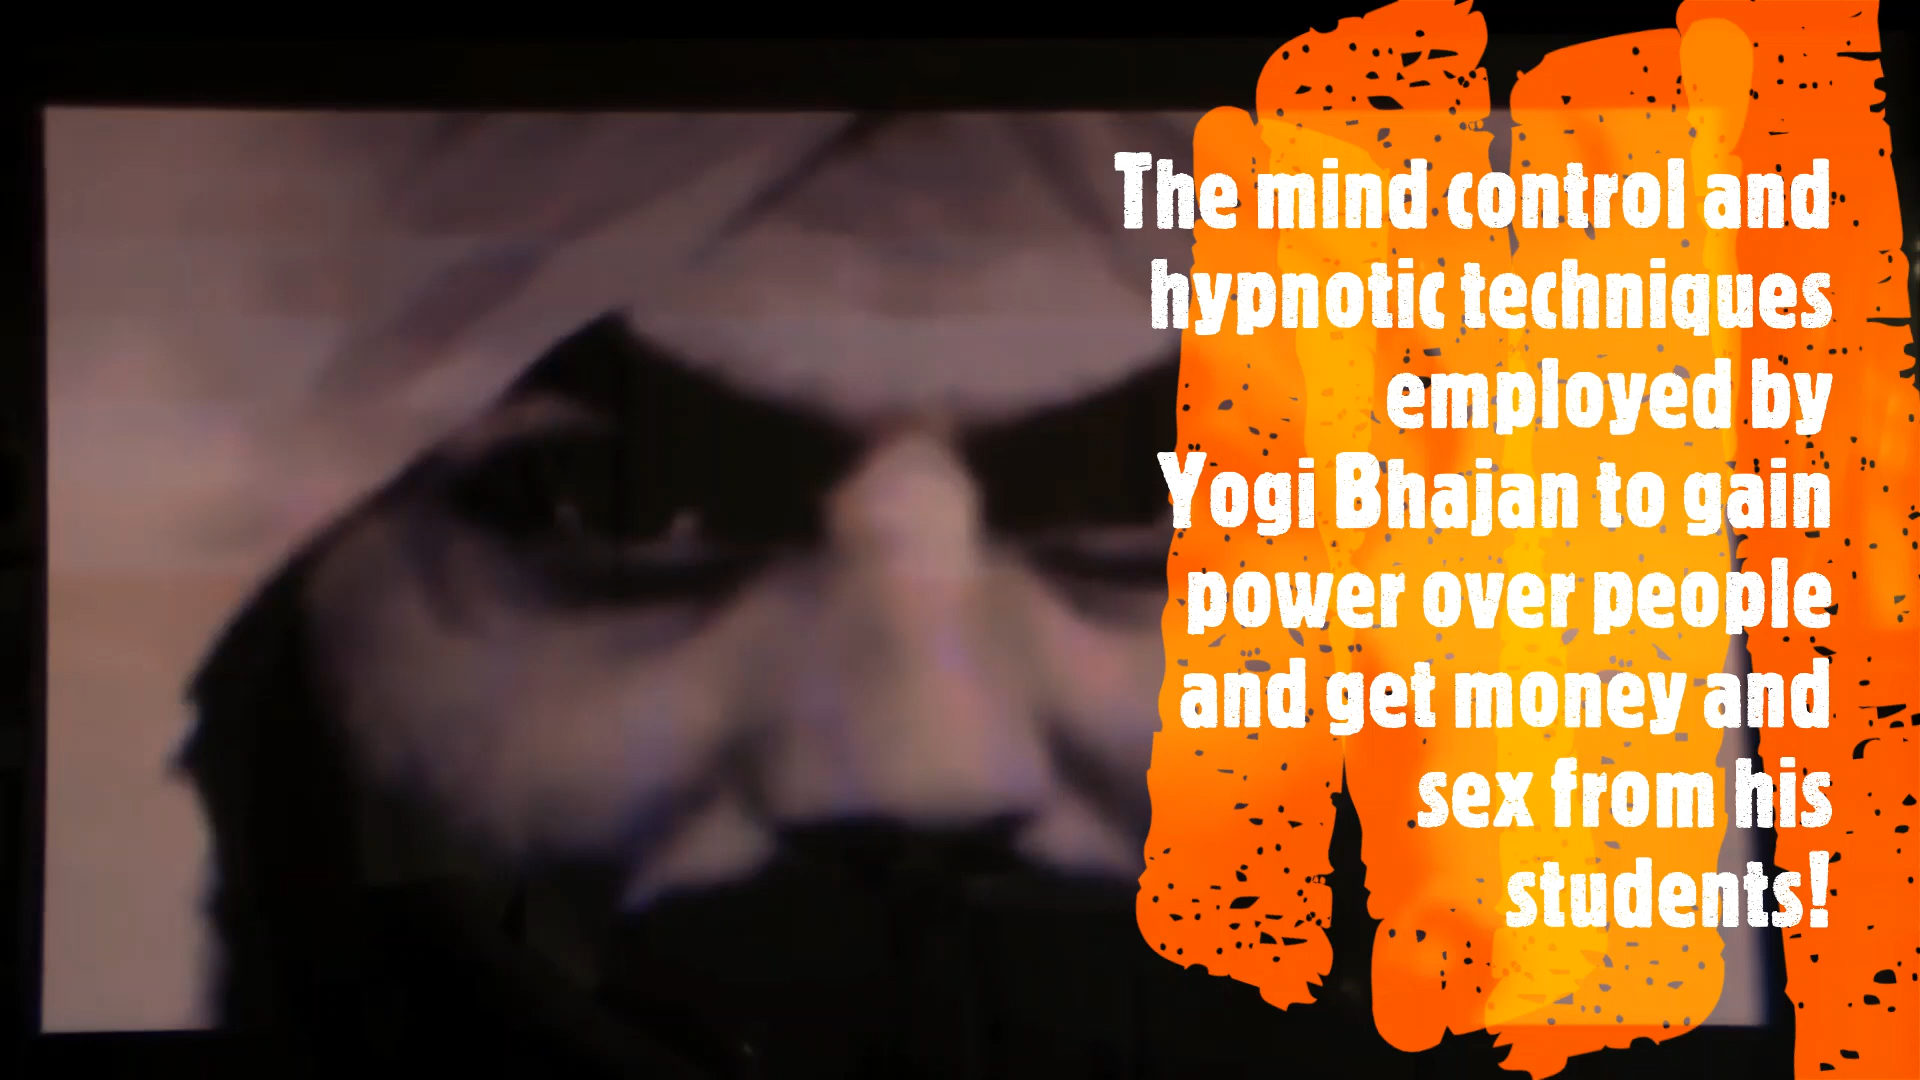 The mind control and
hypnotic techniques
employed by
Yogi Bhajan to gain
power over people
and get money and
sex from his
students!